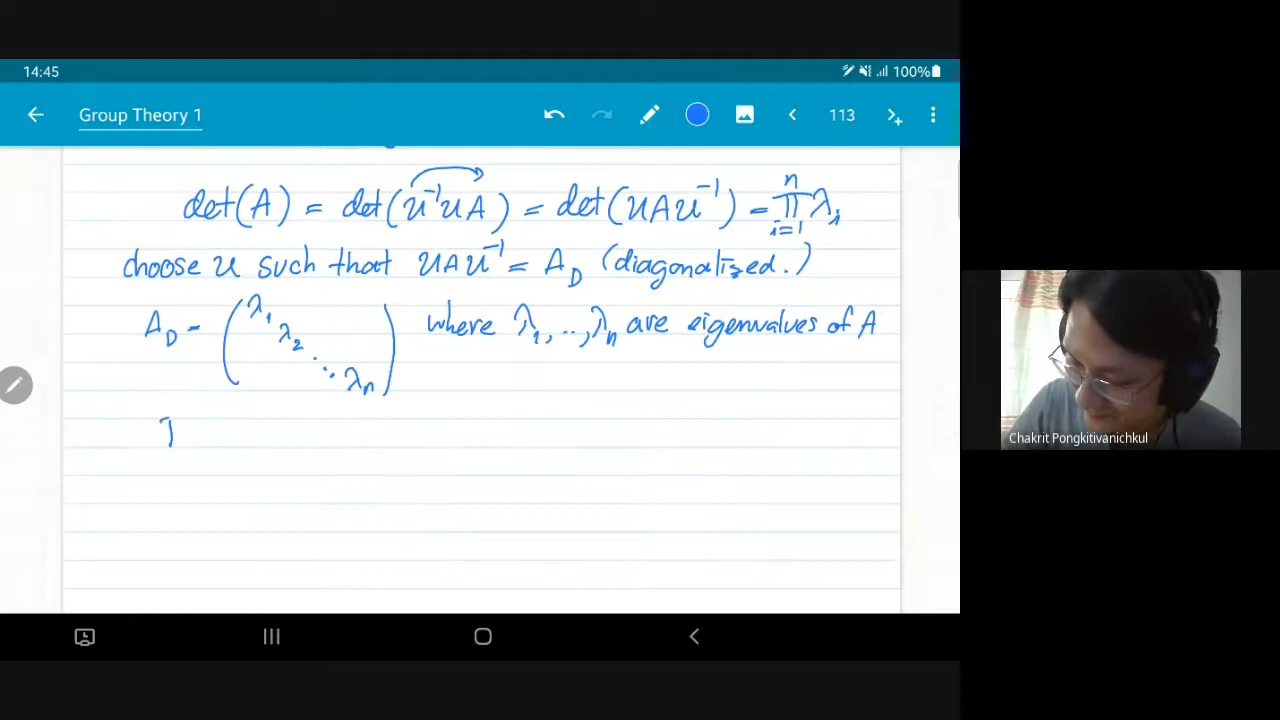 14:45 100%
Group Theory 1 113
det(A) = det(U⁻¹UA) = det(UAU⁻¹) = ∏ᵢ₌₁ⁿ λᵢ
choose U such that UAU⁻¹ = A_D (diagonalized.)
A_D = (λ₁ λ₂ ⋱ λₙ) where λ₁, .., λₙ are eigenvalues of A
Chakrit Pongkitivanichkul